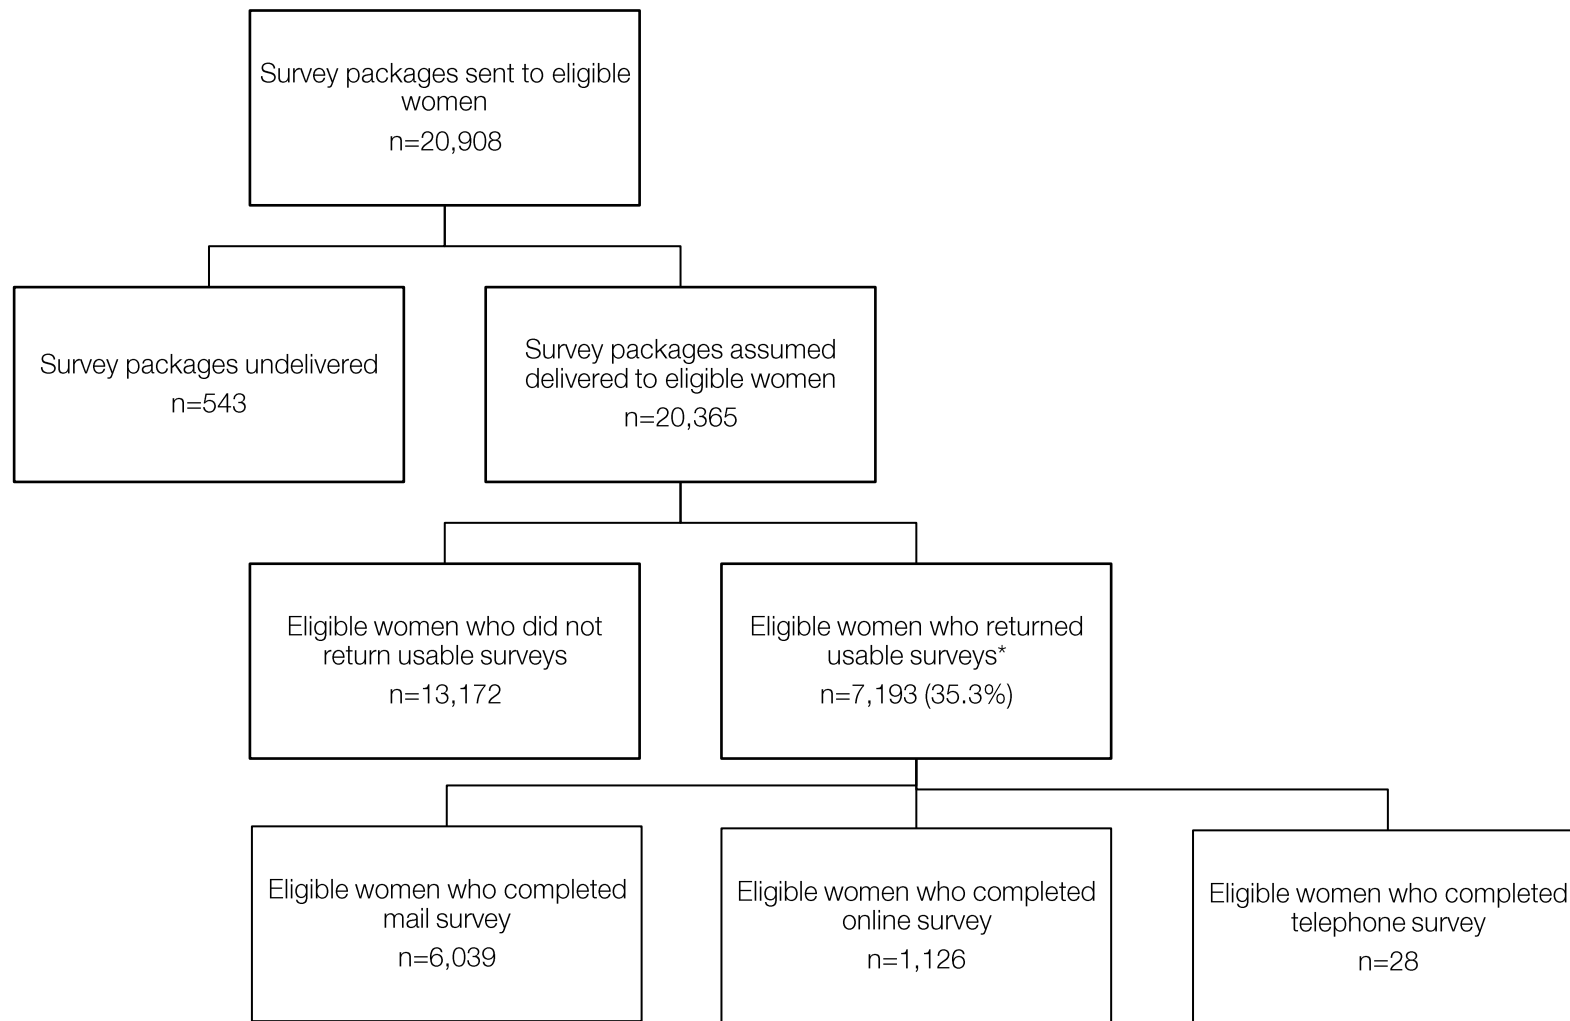 Survey packages sent to eligible
women
n=20,908
Survey packages undelivered
n=543
Survey packages assumed
delivered to eligible women
n=20,365
Eligible women who did not
return usable surveys
n=13,172
Eligible women who returned
usable surveys*
n=7,193 (35.3%)
Eligible women who completed
mail survey
n=6,039
Eligible women who completed
online survey
n=1,126
Eligible women who completed
telephone survey
n=28